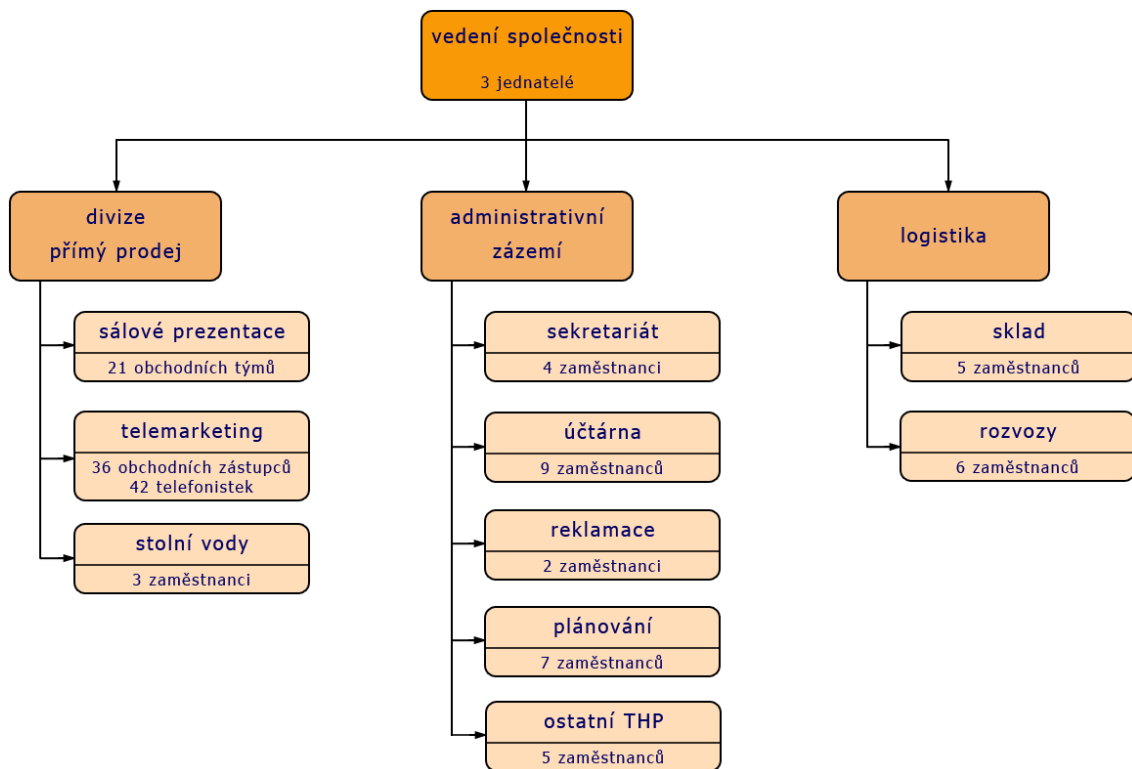 vedení společnosti
3 jednatelé
divize
přímý prodej
sálové prezentace
21 obchodních týmů
telemarketing
36 obchodních zástupců
42 telefonistek
stolní vody
3 zaměstnanci
administrativní
zázemí
sekretariát
4 zaměstnanci
účtárna
9 zaměstnanců
reklamace
2 zaměstnanci
plánování
7 zaměstnanců
ostatní THP
5 zaměstnanců
logistika
sklad
5 zaměstnanců
rozvozy
6 zaměstnanců